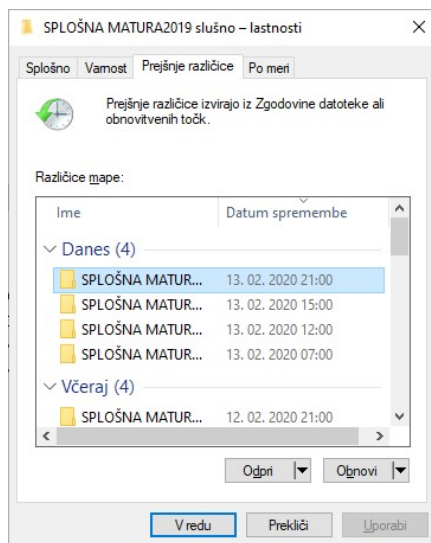 SPLOŠNA MATURA2019 slušno – lastnosti
Splošno Varnost Prejšnje različice Po meri
Prejšnje različice izvirajo iz Zgodovine datoteke ali
obnovitvenih točk.
Različice mape:
Ime Datum spremembe
Danes (4)
SPLOŠNA MATUR... 13. 02. 2020 21:00
SPLOŠNA MATUR... 13. 02. 2020 15:00
SPLOŠNA MATUR... 13. 02. 2020 12:00
SPLOŠNA MATUR... 13. 02. 2020 07:00
Včeraj (4)
SPLOŠNA MATUR... 12. 02. 2020 21:00
Odpri Obnovi
V redu Prekliči Uporabi